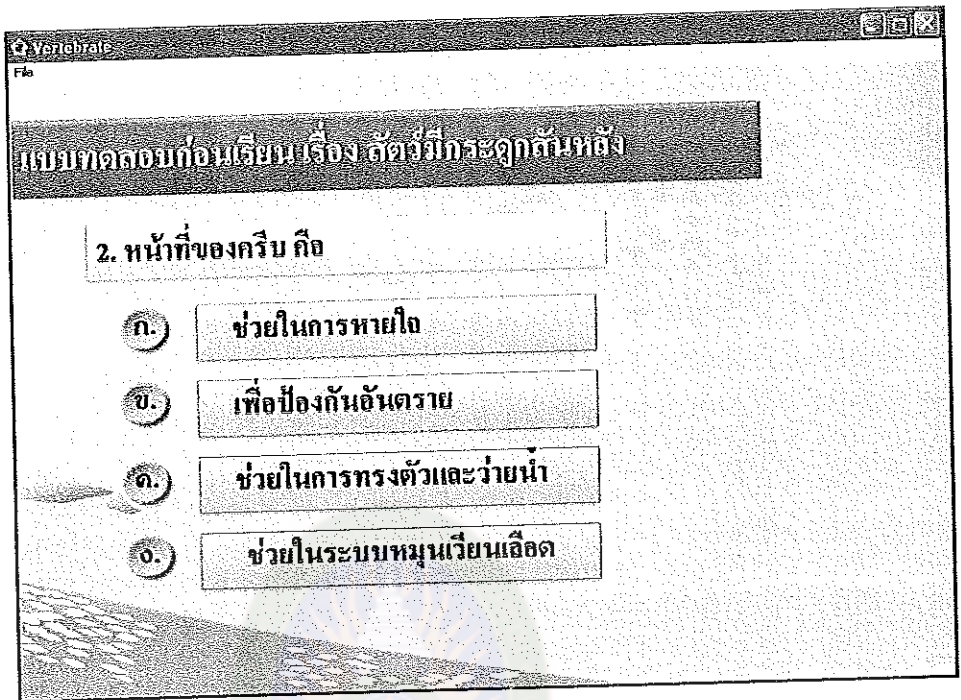 Vertebrate
File
แบบทดสอบก่อนเรียน เรื่อง สัตว์มีกระดูกสันหลัง
2. หน้าที่ของครีบ คือ
ก. ช่วยในการหายใจ
ข. เพื่อป้องกันอันตราย
ค. ช่วยในการทรงตัวและว่ายน้ำ
ง. ช่วยในระบบหมุนเวียนเลือด